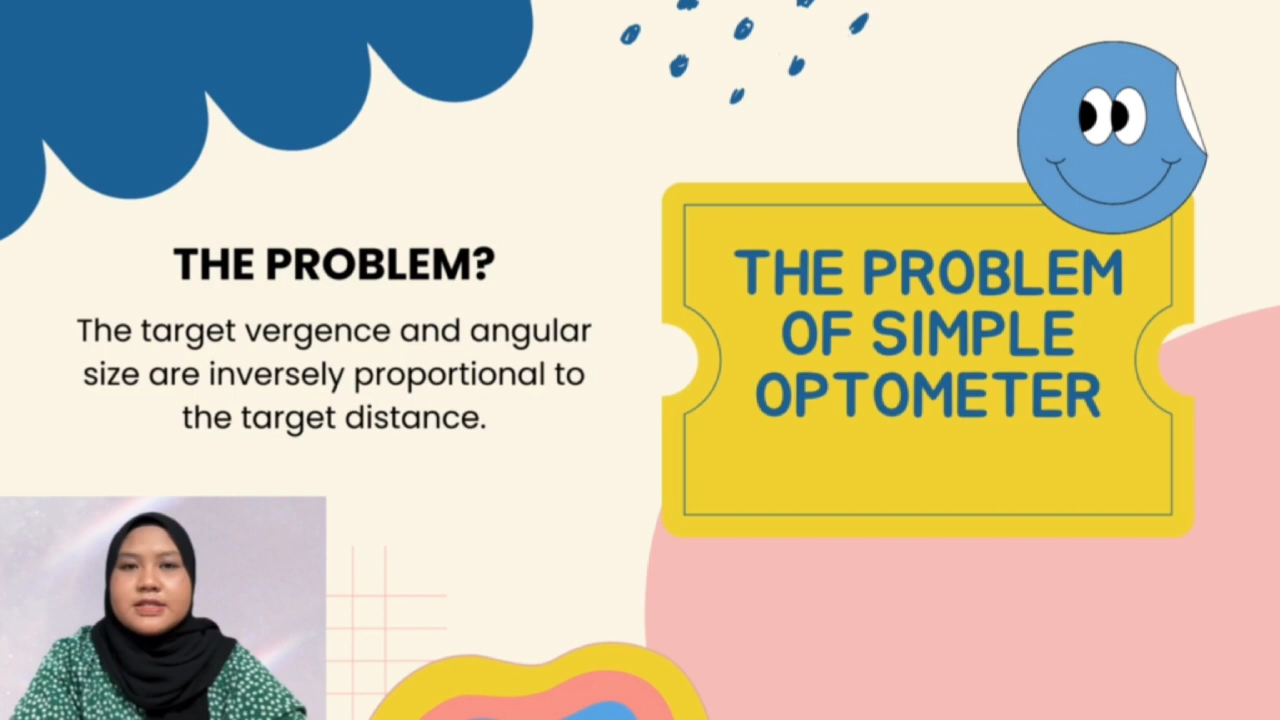 THE PROBLEM?
The target vergence and angular
size are inversely proportional to
the target distance.
THE PROBLEM
OF SIMPLE
OPTOMETER